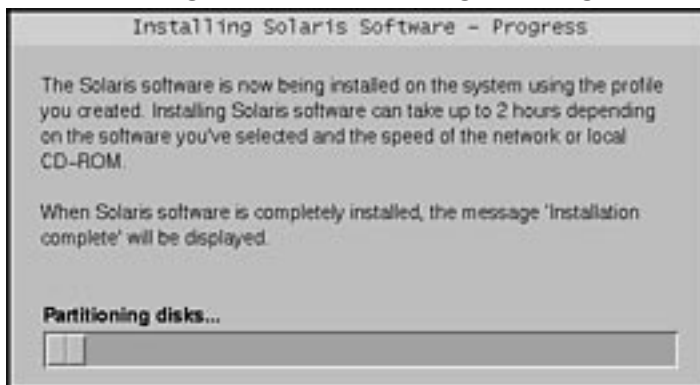 Installing Solaris Software – Progress
The Solaris software is now being installed on the system using the profile
you created. Installing Solaris software can take up to 2 hours depending
on the software you've selected and the speed of the network or local
CD-ROM.
When Solaris software is completely installed, the message 'Installation
complete' will be displayed.
Partitioning disks...